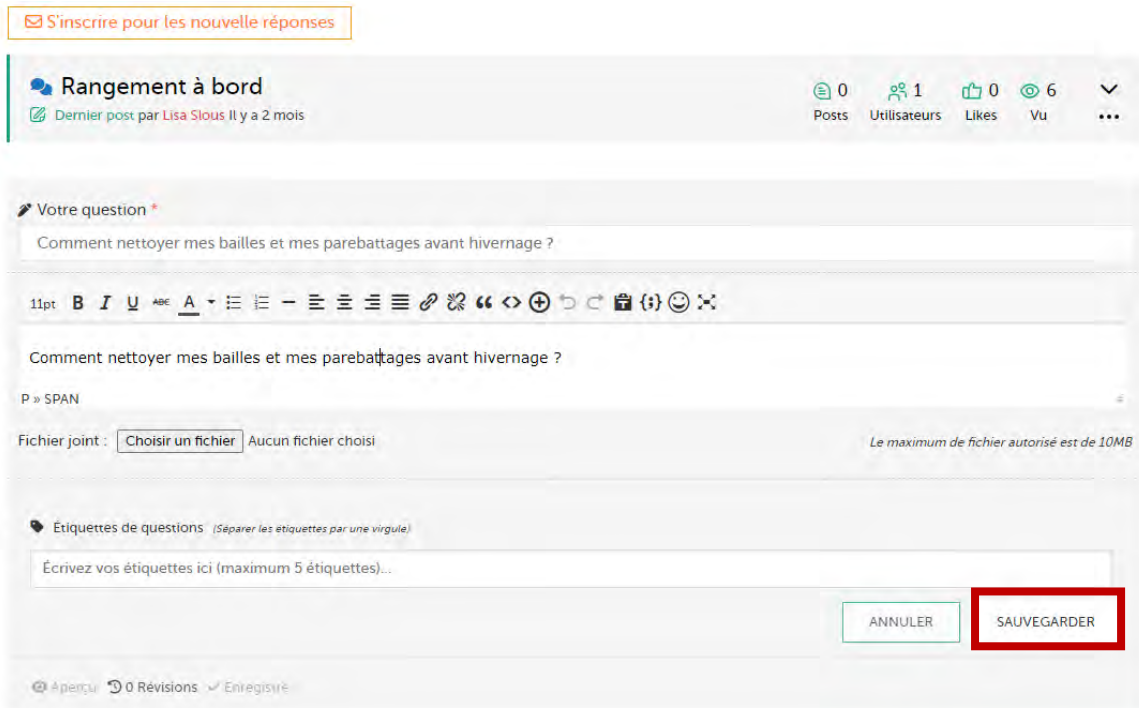 S'inscrire pour les nouvelle réponses
Rangement à bord
Dernier post par Lisa Slous Il y a 2 mois
0 1 0 6
Posts Utilisateurs Likes Vu
Votre question *
Comment nettoyer mes bailles et mes parebattages avant hivernage ?
11pt B I U ABC A
Comment nettoyer mes bailles et mes parebattages avant hivernage ?
P » SPAN
Fichier joint : Choisir un fichier Aucun fichier choisi Le maximum de fichier autorisé est de 10MB
Étiquettes de questions (Séparer les étiquettes par une virgule)
Écrivez vos étiquettes ici (maximum 5 étiquettes)...
ANNULER SAUVEGARDER
Aperçu 0 Révisions Enregistré